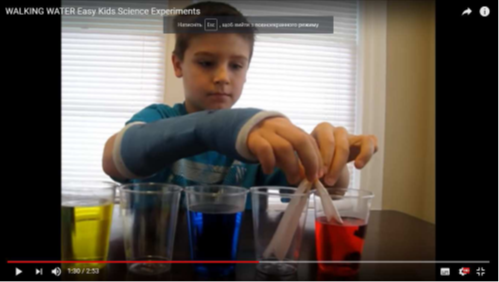 WALKING WATER Easy Kids Science Experiments
Натисніть Esc , щоб вийти з повноекранного режиму
1:30 / 2:53